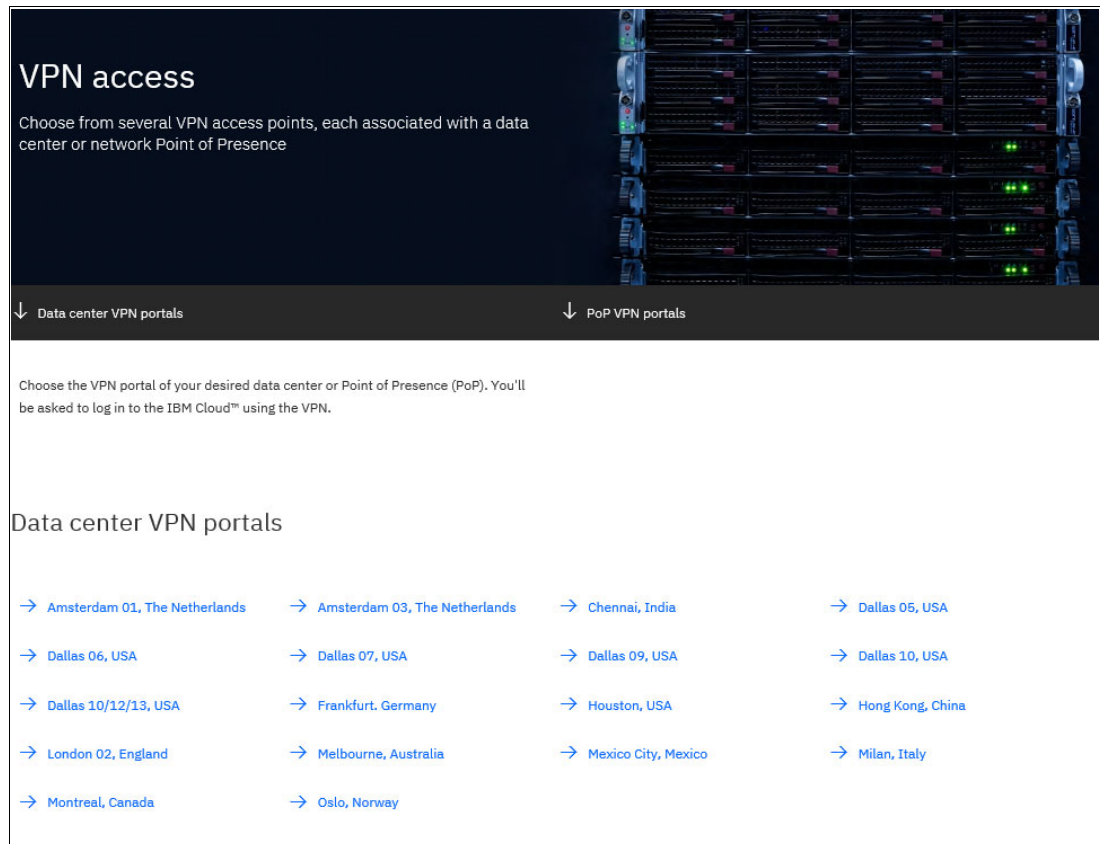 VPN access
Choose from several VPN access points, each associated with a data
center or network Point of Presence
↓ Data center VPN portals
↓ PoP VPN portals
Choose the VPN portal of your desired data center or Point of Presence (PoP). You'll
be asked to log in to the IBM Cloud™ using the VPN.
Data center VPN portals
→ Amsterdam 01, The Netherlands
→ Amsterdam 03, The Netherlands
→ Chennai, India
→ Dallas 05, USA
→ Dallas 06, USA
→ Dallas 07, USA
→ Dallas 09, USA
→ Dallas 10, USA
→ Dallas 10/12/13, USA
→ Frankfurt. Germany
→ Houston, USA
→ Hong Kong, China
→ London 02, England
→ Melbourne, Australia
→ Mexico City, Mexico
→ Milan, Italy
→ Montreal, Canada
→ Oslo, Norway